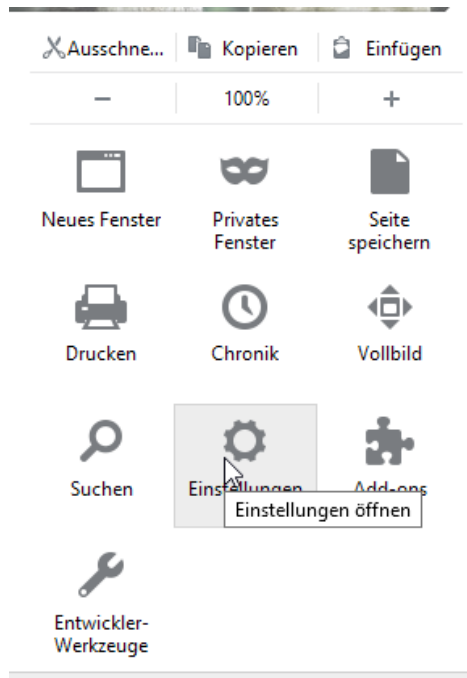 Ausschne... Kopieren Einfügen
− 100% +
Neues Fenster Privates Fenster Seite speichern
Drucken Chronik Vollbild
Suchen Einstellungen Add-ons
Einstellungen öffnen
Entwickler-
Werkzeuge